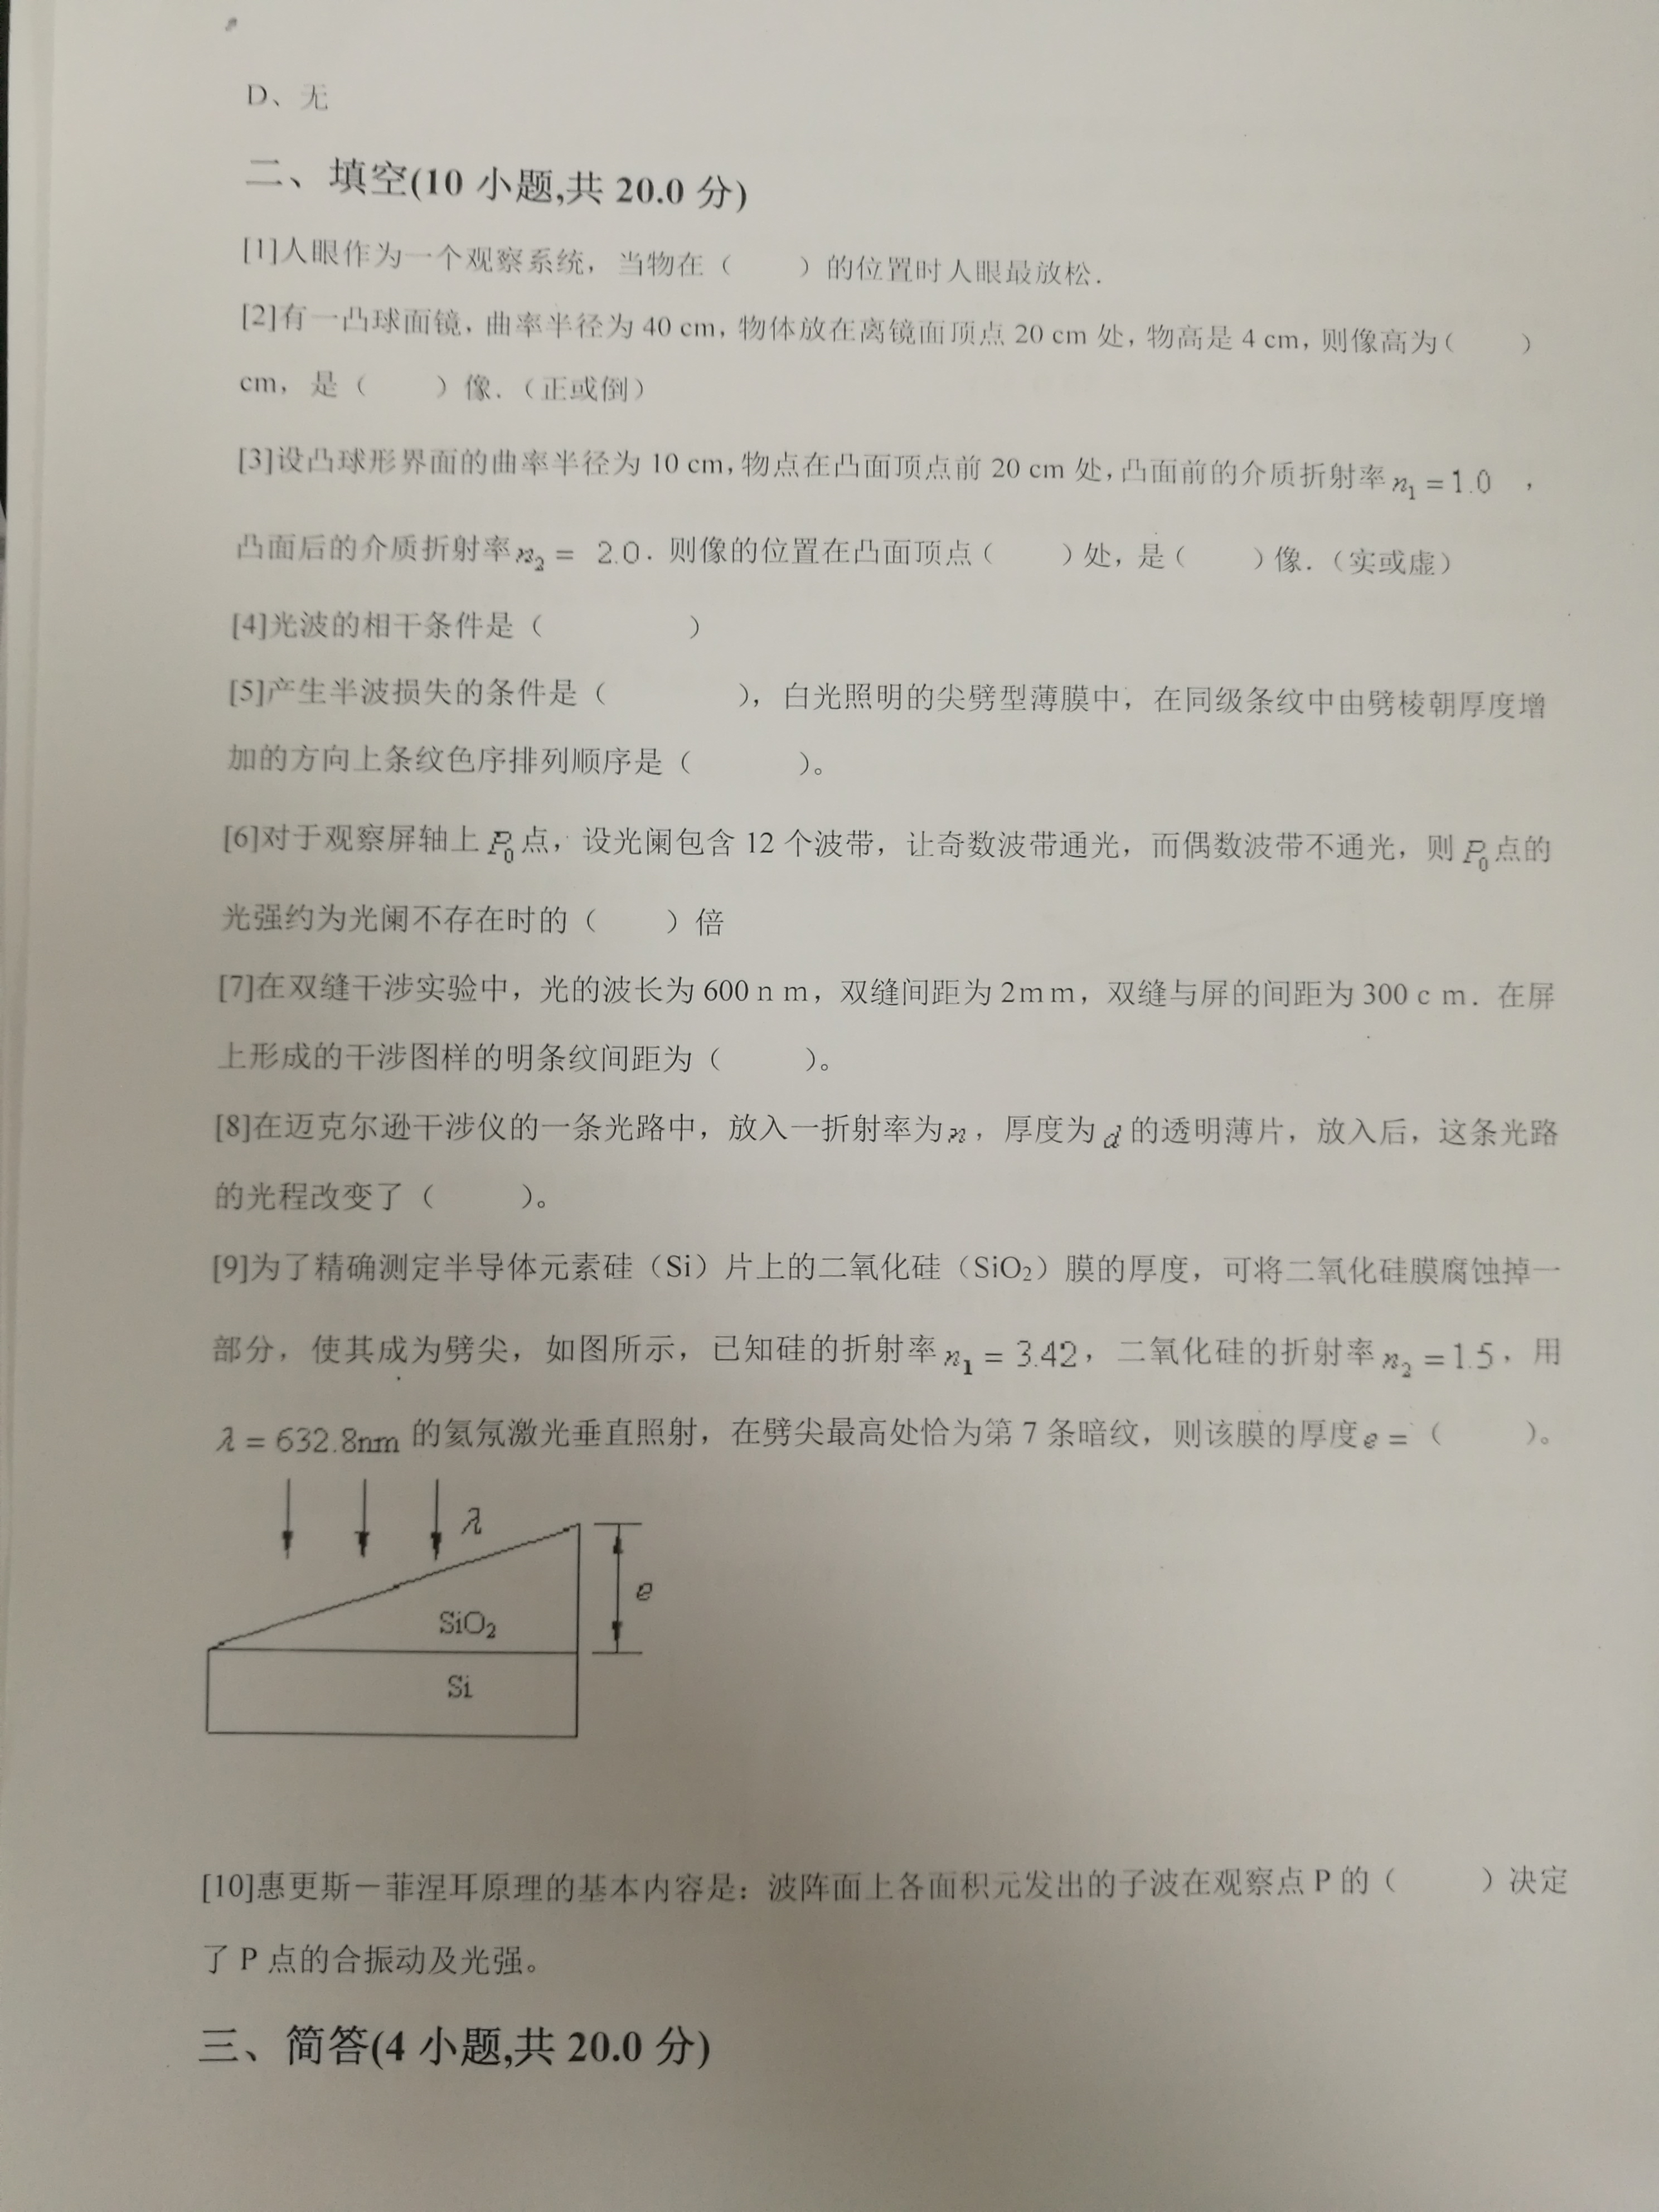 D、无
二、填空(10 小题,共 20.0 分)
[1]人眼作为一个观察系统，当物在（　　）的位置时人眼最放松.
[2]有一凸球面镜，曲率半径为 40 cm，物体放在离镜面顶点 20 cm 处，物高是 4 cm，则像高为（　　）
cm，是（　　）像.（正或倒）
[3]设凸球形界面的曲率半径为 10 cm，物点在凸面顶点前 20 cm 处，凸面前的介质折射率 n₁ = 1.0 ，
凸面后的介质折射率 n₂ = 2.0. 则像的位置在凸面顶点（　　）处，是（　　）像.（实或虚）
[4]光波的相干条件是（　　　　）
[5]产生半波损失的条件是（　　　　），白光照明的尖劈型薄膜中，在同级条纹中由劈棱朝厚度增
加的方向上条纹色序排列顺序是（　　　）。
[6]对于观察屏轴上 P₀ 点，设光阑包含 12 个波带，让奇数波带通光，而偶数波带不通光，则 P₀ 点的
光强约为光阑不存在时的（　　）倍
[7]在双缝干涉实验中，光的波长为 600 n m，双缝间距为 2mm，双缝与屏的间距为 300 c m．在屏
上形成的干涉图样的明条纹间距为（　　　）。
[8]在迈克尔逊干涉仪的一条光路中，放入一折射率为 n，厚度为 d 的透明薄片，放入后，这条光路
的光程改变了（　　　）。
[9]为了精确测定半导体元素硅（Si）片上的二氧化硅（SiO₂）膜的厚度，可将二氧化硅膜腐蚀掉一
部分，使其成为劈尖，如图所示，已知硅的折射率 n₁ = 3.42，二氧化硅的折射率 n₂ = 1.5，用
λ = 632.8nm 的氦氖激光垂直照射，在劈尖最高处恰为第 7 条暗纹，则该膜的厚度 e =（　　　）。
λ
e
SiO₂
Si
[10]惠更斯－菲涅耳原理的基本内容是：波阵面上各面积元发出的子波在观察点 P 的（　　　）决定
了 P 点的合振动及光强。
三、简答(4 小题,共 20.0 分)